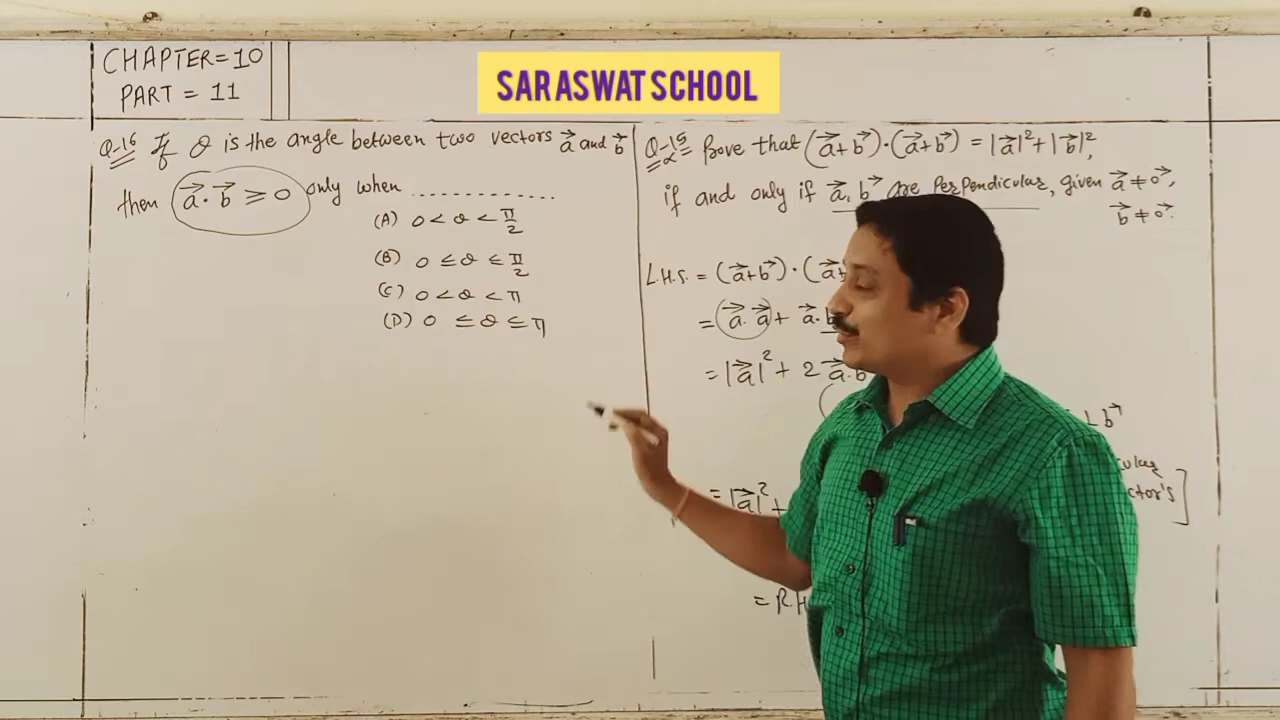 CHAPTER=10
PART = 11
SARASWAT SCHOOL
Q-16 If θ is the angle between two vectors a⃗ and b⃗
then a⃗ . b⃗ ≥ 0 only when ..............
(A) 0 < θ < π/2
(B) 0 ≤ θ ≤ π/2
(C) 0 < θ < π
(D) 0 ≤ θ ≤ π
Q-15 Prove that (a⃗ + b⃗) • (a⃗ + b⃗) = |a⃗|² + |b⃗|²,
if and only if a⃗, b⃗ are Perpendicular, given a⃗ ≠ 0⃗,
b⃗ ≠ 0⃗.
L.H.S. = (a⃗ + b⃗) • (a⃗+
= (a⃗ . a⃗) + a⃗ . b
= |a⃗|² + 2 a⃗ . b
⊥ b⃗
ular
ctor's]
= |a⃗|² +
= R.H